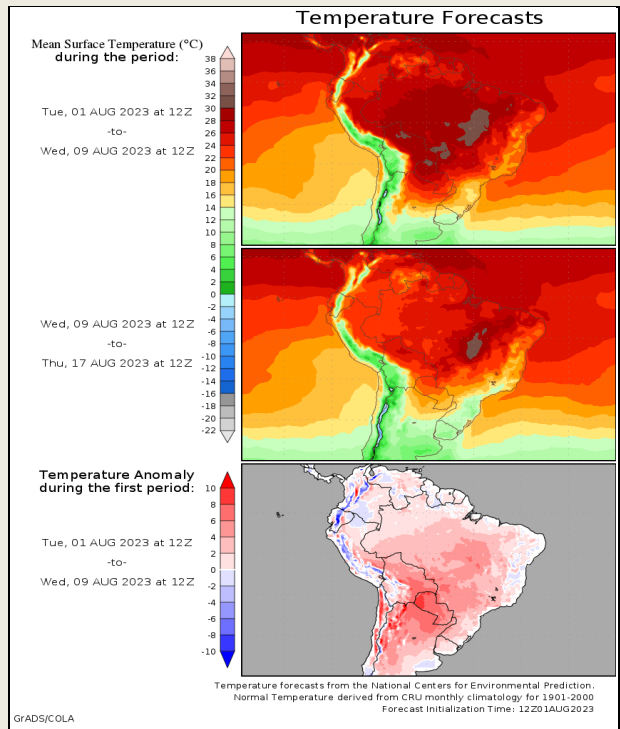 Temperature Forecasts
Mean Surface Temperature (°C)
during the period:
38
36
34
32
30
28
26
24
22
20
18
16
14
12
10
8
6
4
2
0
-2
-4
-6
-8
-10
-12
-14
-16
-18
-20
-22
Tue, 01 AUG 2023 at 12Z
-to-
Wed, 09 AUG 2023 at 12Z
Wed, 09 AUG 2023 at 12Z
-to-
Thu, 17 AUG 2023 at 12Z
Temperature Anomaly
during the first period:
10
8
6
4
2
0
-2
-4
-6
-8
-10
Tue, 01 AUG 2023 at 12Z
-to-
Wed, 09 AUG 2023 at 12Z
Temperature forecasts from the National Centers for Environmental Prediction.
Normal Temperature derived from CRU monthly climatology for 1901-2000
Forecast Initialization Time: 12Z01AUG2023
GrADS/COLA